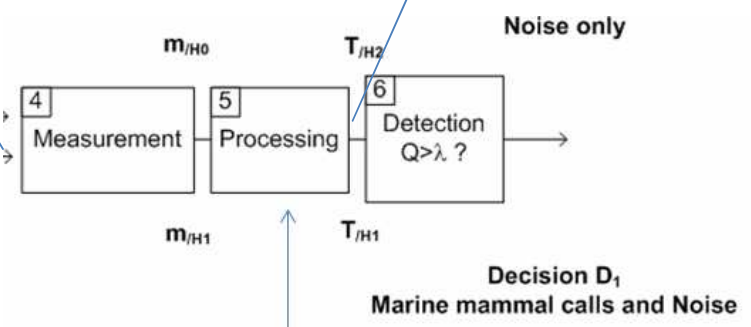 Noise only
m/H0
T/H2
4
5
6
Measurement
Processing
Detection
Q>λ ?
m/H1
T/H1
Decision D1
Marine mammal calls and Noise